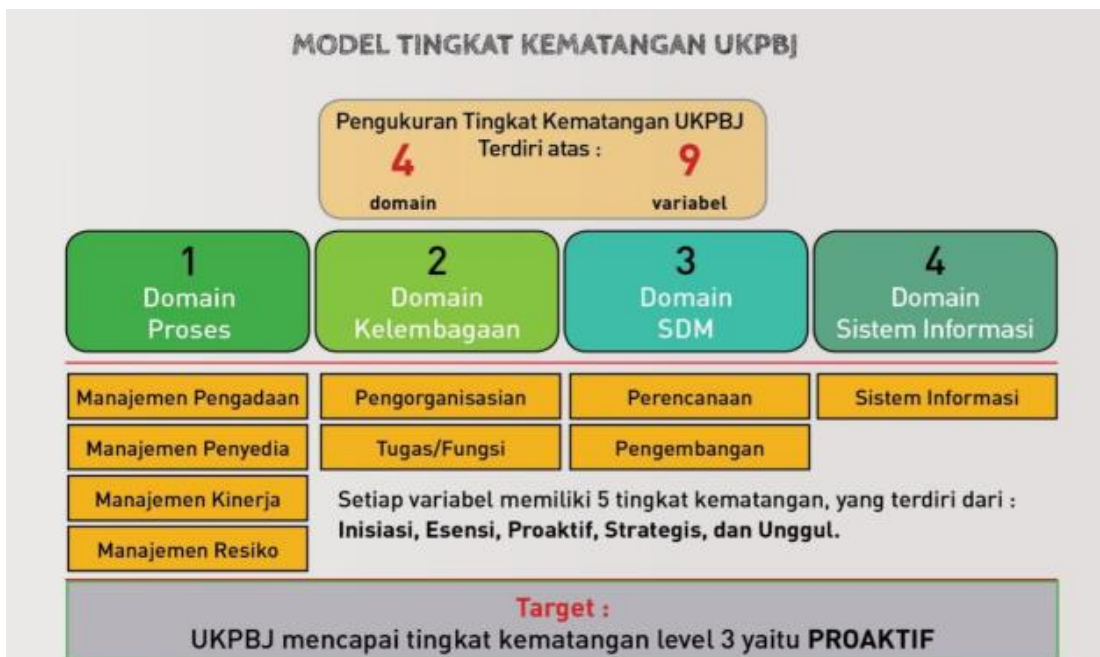 MODEL TINGKAT KEMATANGAN UKPBJ
Pengukuran Tingkat Kematangan UKPBJ
Terdiri atas :
4 9
domain variabel
1
Domain
Proses
2
Domain
Kelembagaan
3
Domain
SDM
4
Domain
Sistem Informasi
Manajemen Pengadaan
Manajemen Penyedia
Manajemen Kinerja
Manajemen Resiko
Pengorganisasian
Tugas/Fungsi
Perencanaan
Pengembangan
Sistem Informasi
Setiap variabel memiliki 5 tingkat kematangan, yang terdiri dari :
Inisiasi, Esensi, Proaktif, Strategis, dan Unggul.
Target :
UKPBJ mencapai tingkat kematangan level 3 yaitu PROAKTIF